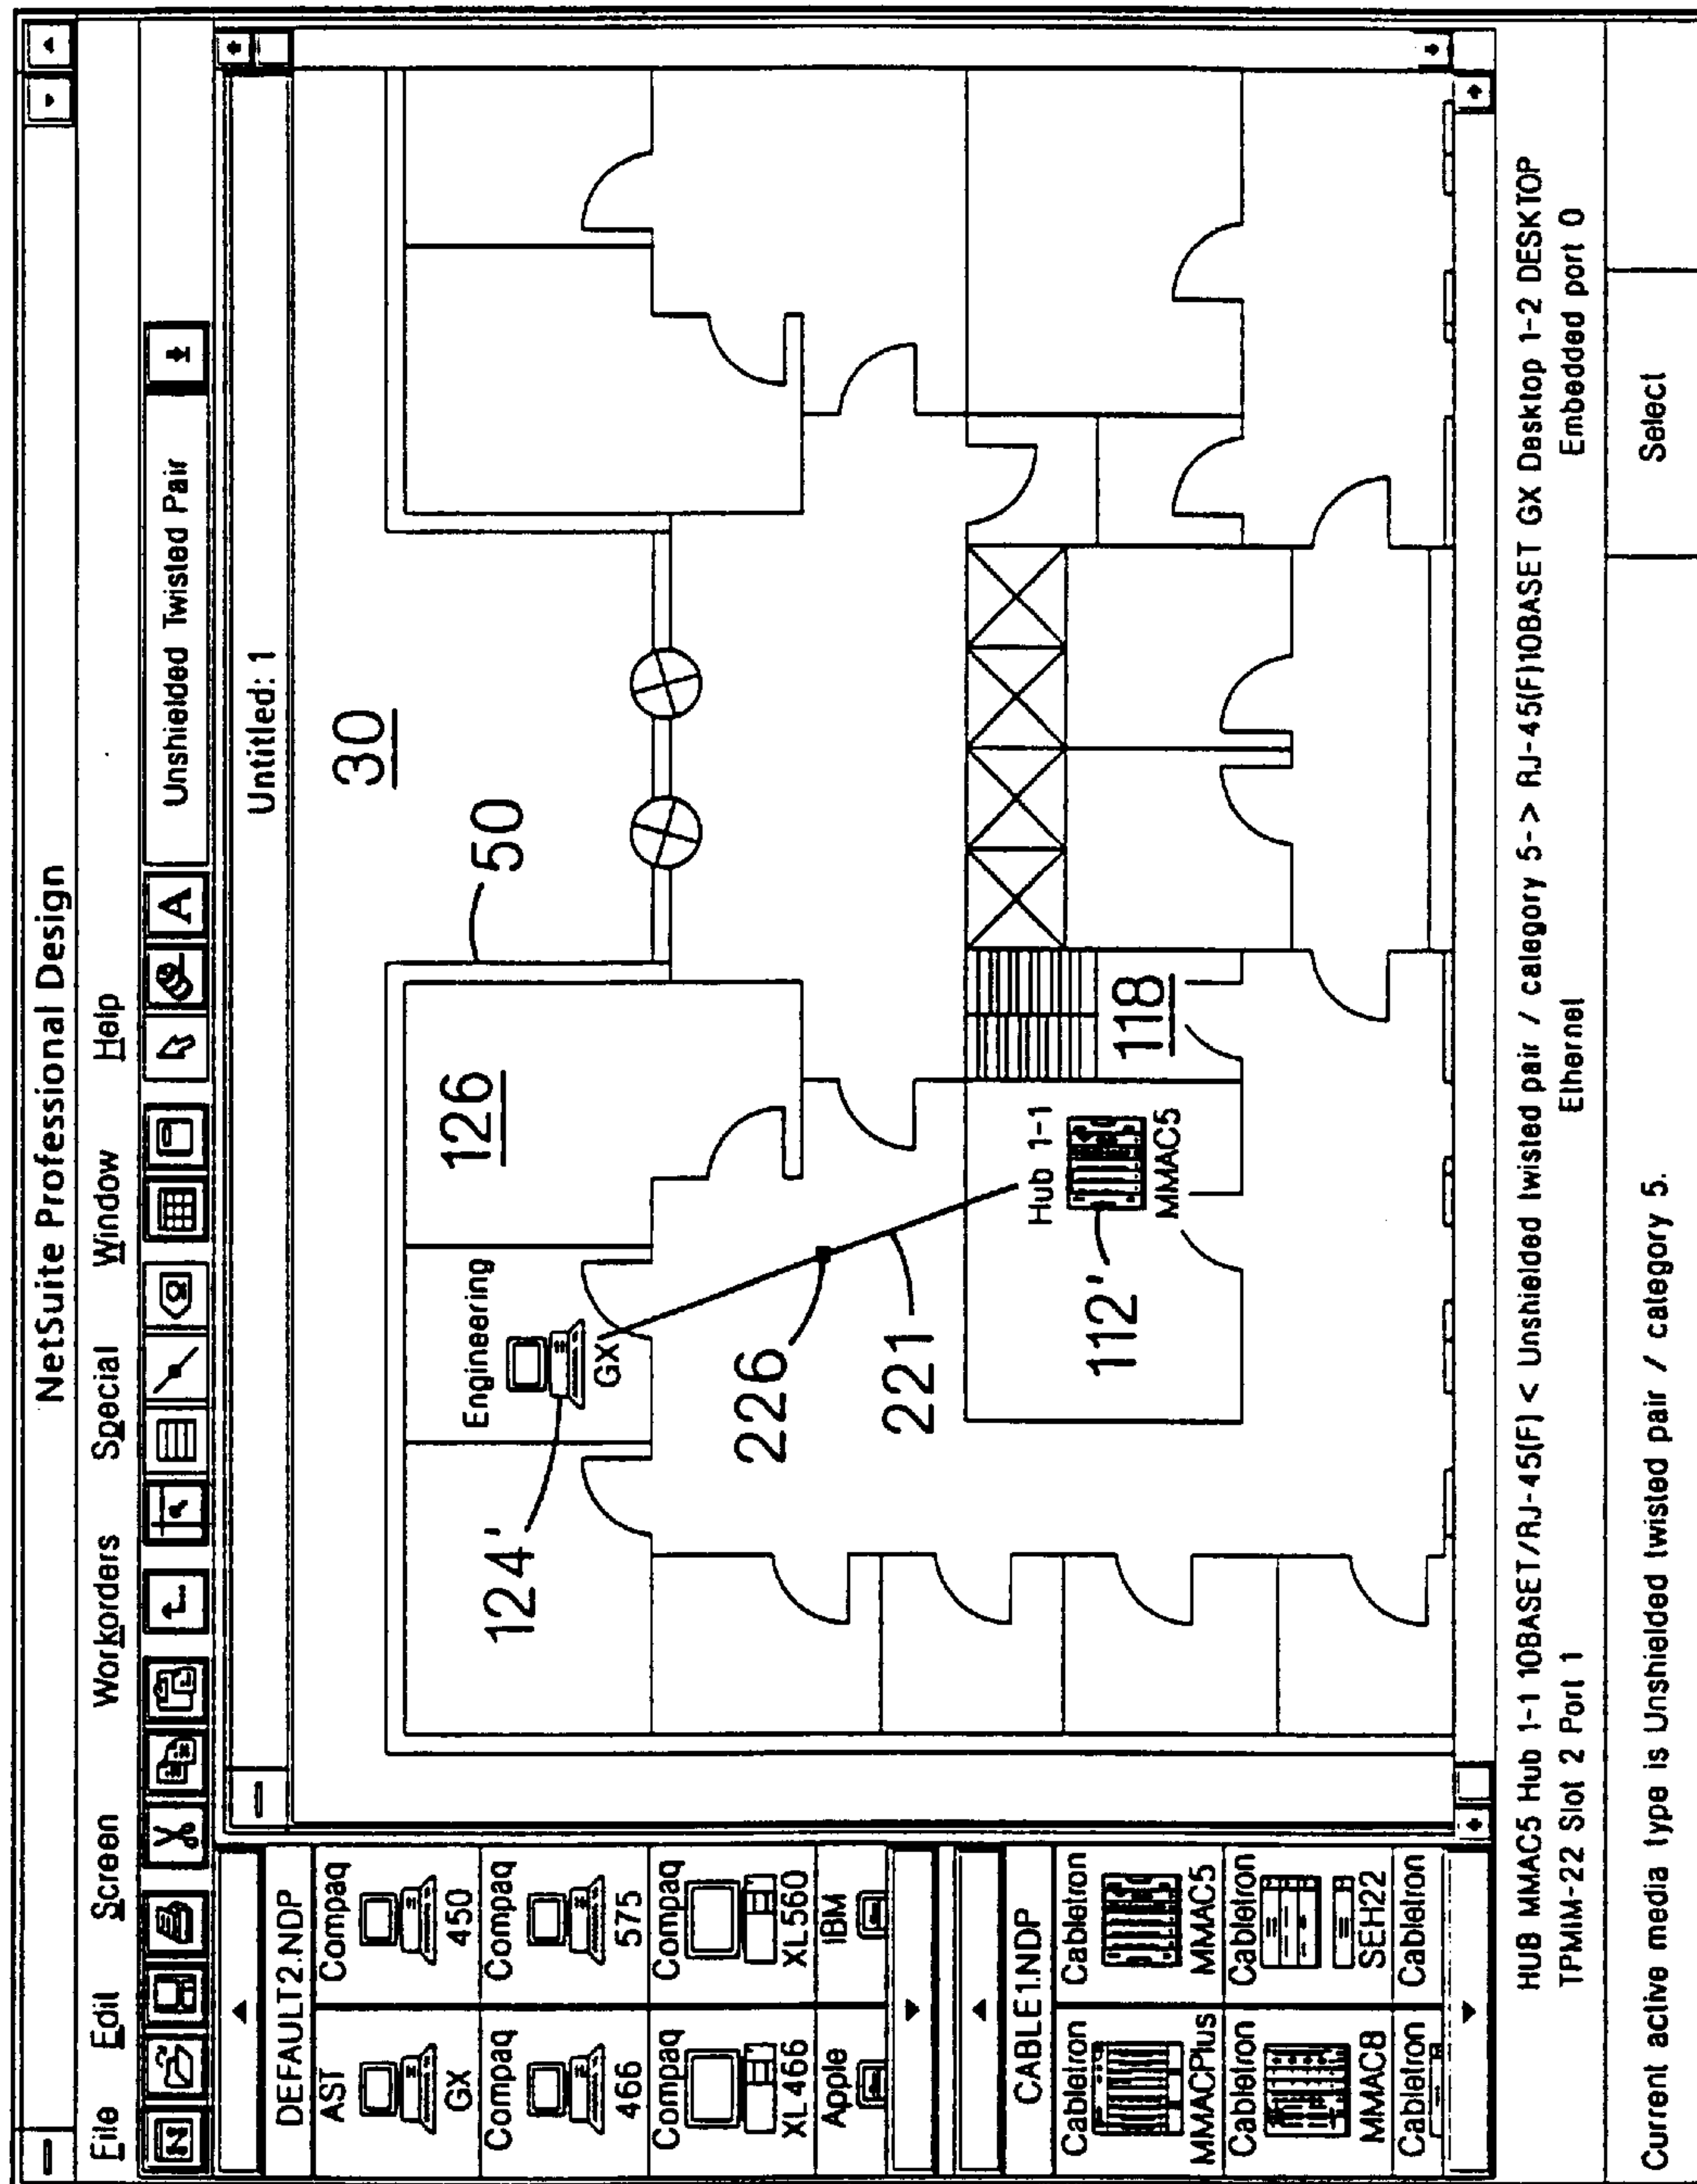 NetSuite Professional Design
File Edit Screen Workorders Special Window Help
A Unshielded Twisted Pair
DEFAULT2.NDP
AST Compaq
GX 450
Compaq Compaq
466 575
Compaq Compaq
XL466 XL560
Apple IBM
CABLE1.NDP
Cabletron Cabletron
MMACPlus MMAC5
Cabletron Cabletron
MMAC8 SEH22
Cabletron Cabletron
Untitled: 1
30
50
126
Engineering
GX
124'
226
221
118
Hub 1-1
MMAC5
112'
HUB MMAC5 Hub 1-1 10BASET/RJ-45(F) < Unshielded twisted pair / category 5-> RJ-45(F)10BASET GX Desktop 1-2 DESKTOP
TPMIM-22 Slot 2 Port 1 Ethernet Embedded port 0
Current active media type is Unshielded twisted pair / category 5. Select